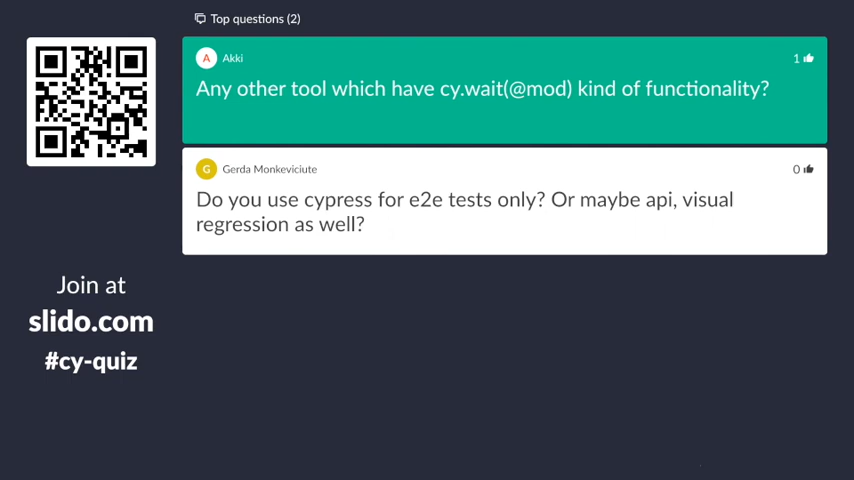 Top questions (2)
A Akki 1
Any other tool which have cy.wait(@mod) kind of functionality?
G Gerda Monkeviciute 0
Do you use cypress for e2e tests only? Or maybe api, visual
regression as well?
Join at
slido.com
#cy-quiz